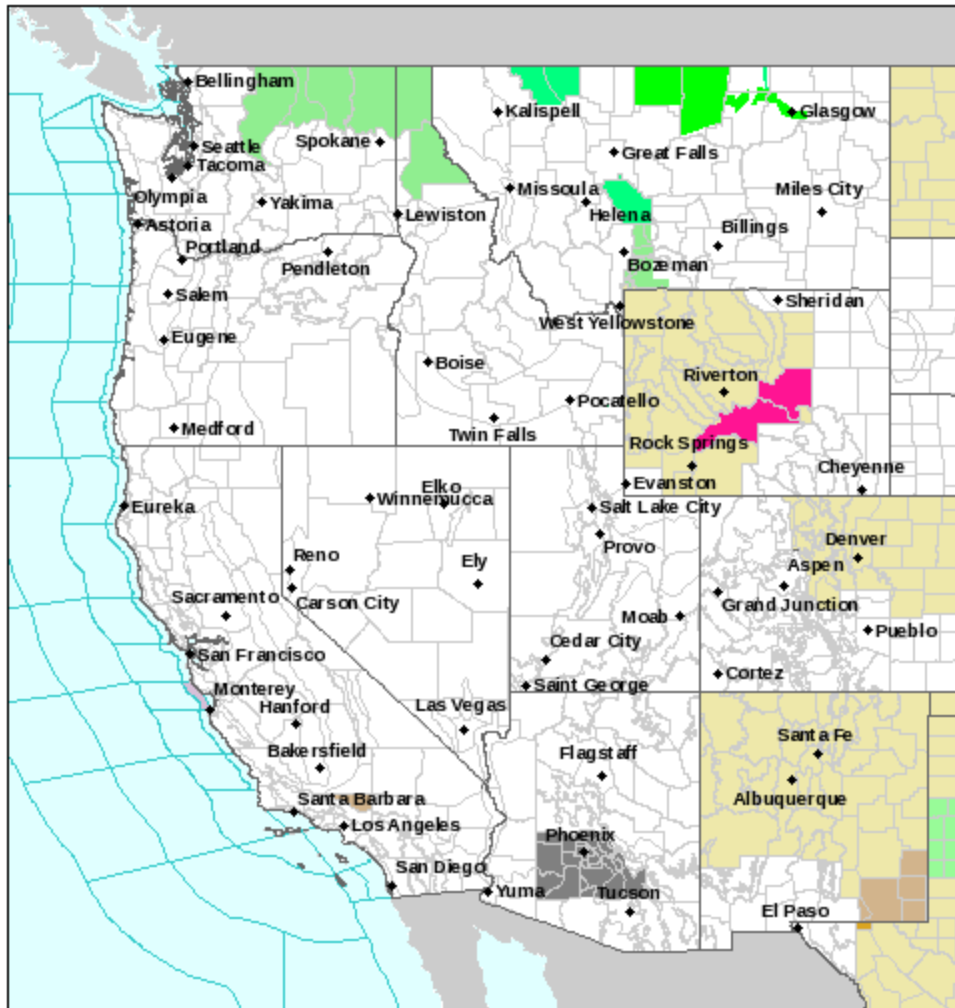 Bellingham
Kalispell
Glasgow
Seattle
Spokane
Great Falls
Tacoma
Missoula
Miles City
Olympia
Yakima
Lewiston
Helena
Astoria
Billings
Portland
Pendleton
Bozeman
Salem
Sheridan
West Yellowstone
Eugene
Boise
Riverton
Pocatello
Medford
Twin Falls
Rock Springs
Cheyenne
Elko
Evanston
Winnemucca
Eureka
Salt Lake City
Denver
Provo
Reno
Ely
Aspen
Sacramento
Carson City
Grand Junction
Moab
Pueblo
Cedar City
San Francisco
Cortez
Saint George
Monterey
Hanford
Las Vegas
Santa Fe
Bakersfield
Flagstaff
Santa Barbara
Albuquerque
Los Angeles
Phoenix
San Diego
Yuma
Tucson
El Paso